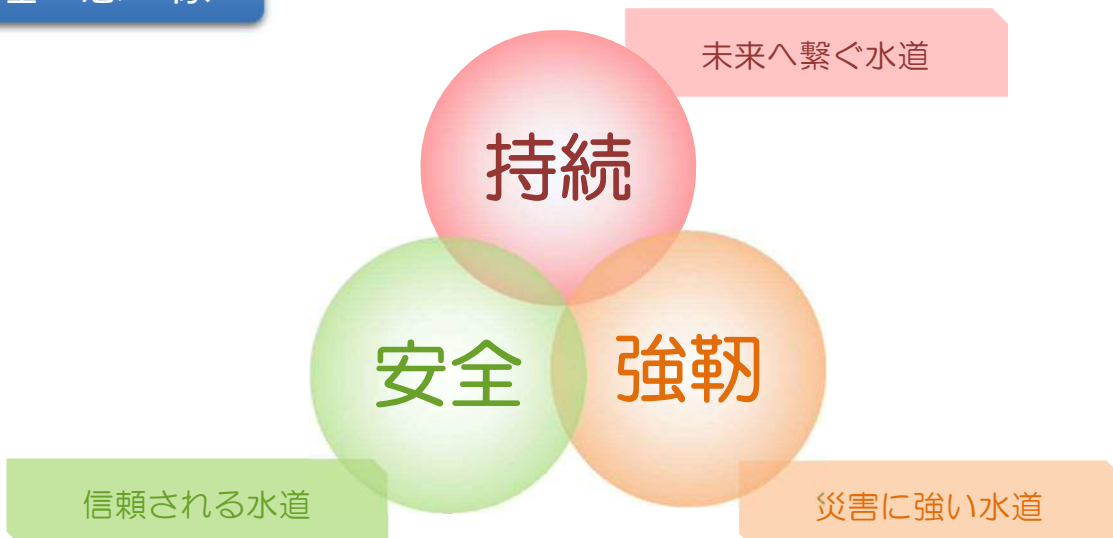 未来へ繋ぐ水道
持続
安全
強靭
信頼される水道
災害に強い水道